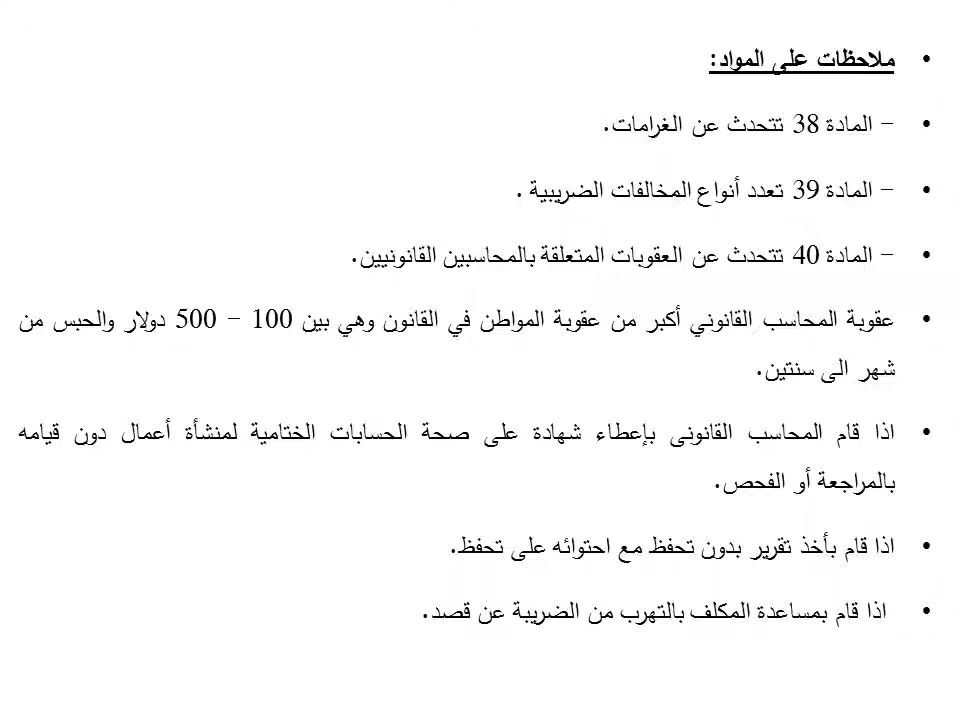 • ملاحظات على المواد:
• – المادة 38 تتحدث عن الغرامات.
• – المادة 39 تعدد أنواع المخالفات الضريبية .
• – المادة 40 تتحدث عن العقوبات المتعلقة بالمحاسبين القانونيين.
• عقوبة المحاسب القانوني أكبر من عقوبة المواطن في القانون وهي بين 100 – 500 دولار والحبس من
شهر الى سنتين.
• اذا قام المحاسب القانونى بإعطاء شهادة على صحة الحسابات الختامية لمنشأة أعمال دون قيامه
بالمراجعة أو الفحص.
• اذا قام بأخذ تقرير بدون تحفظ مع احتوائه على تحفظ.
• اذا قام بمساعدة المكلف بالتهرب من الضريبة عن قصد.